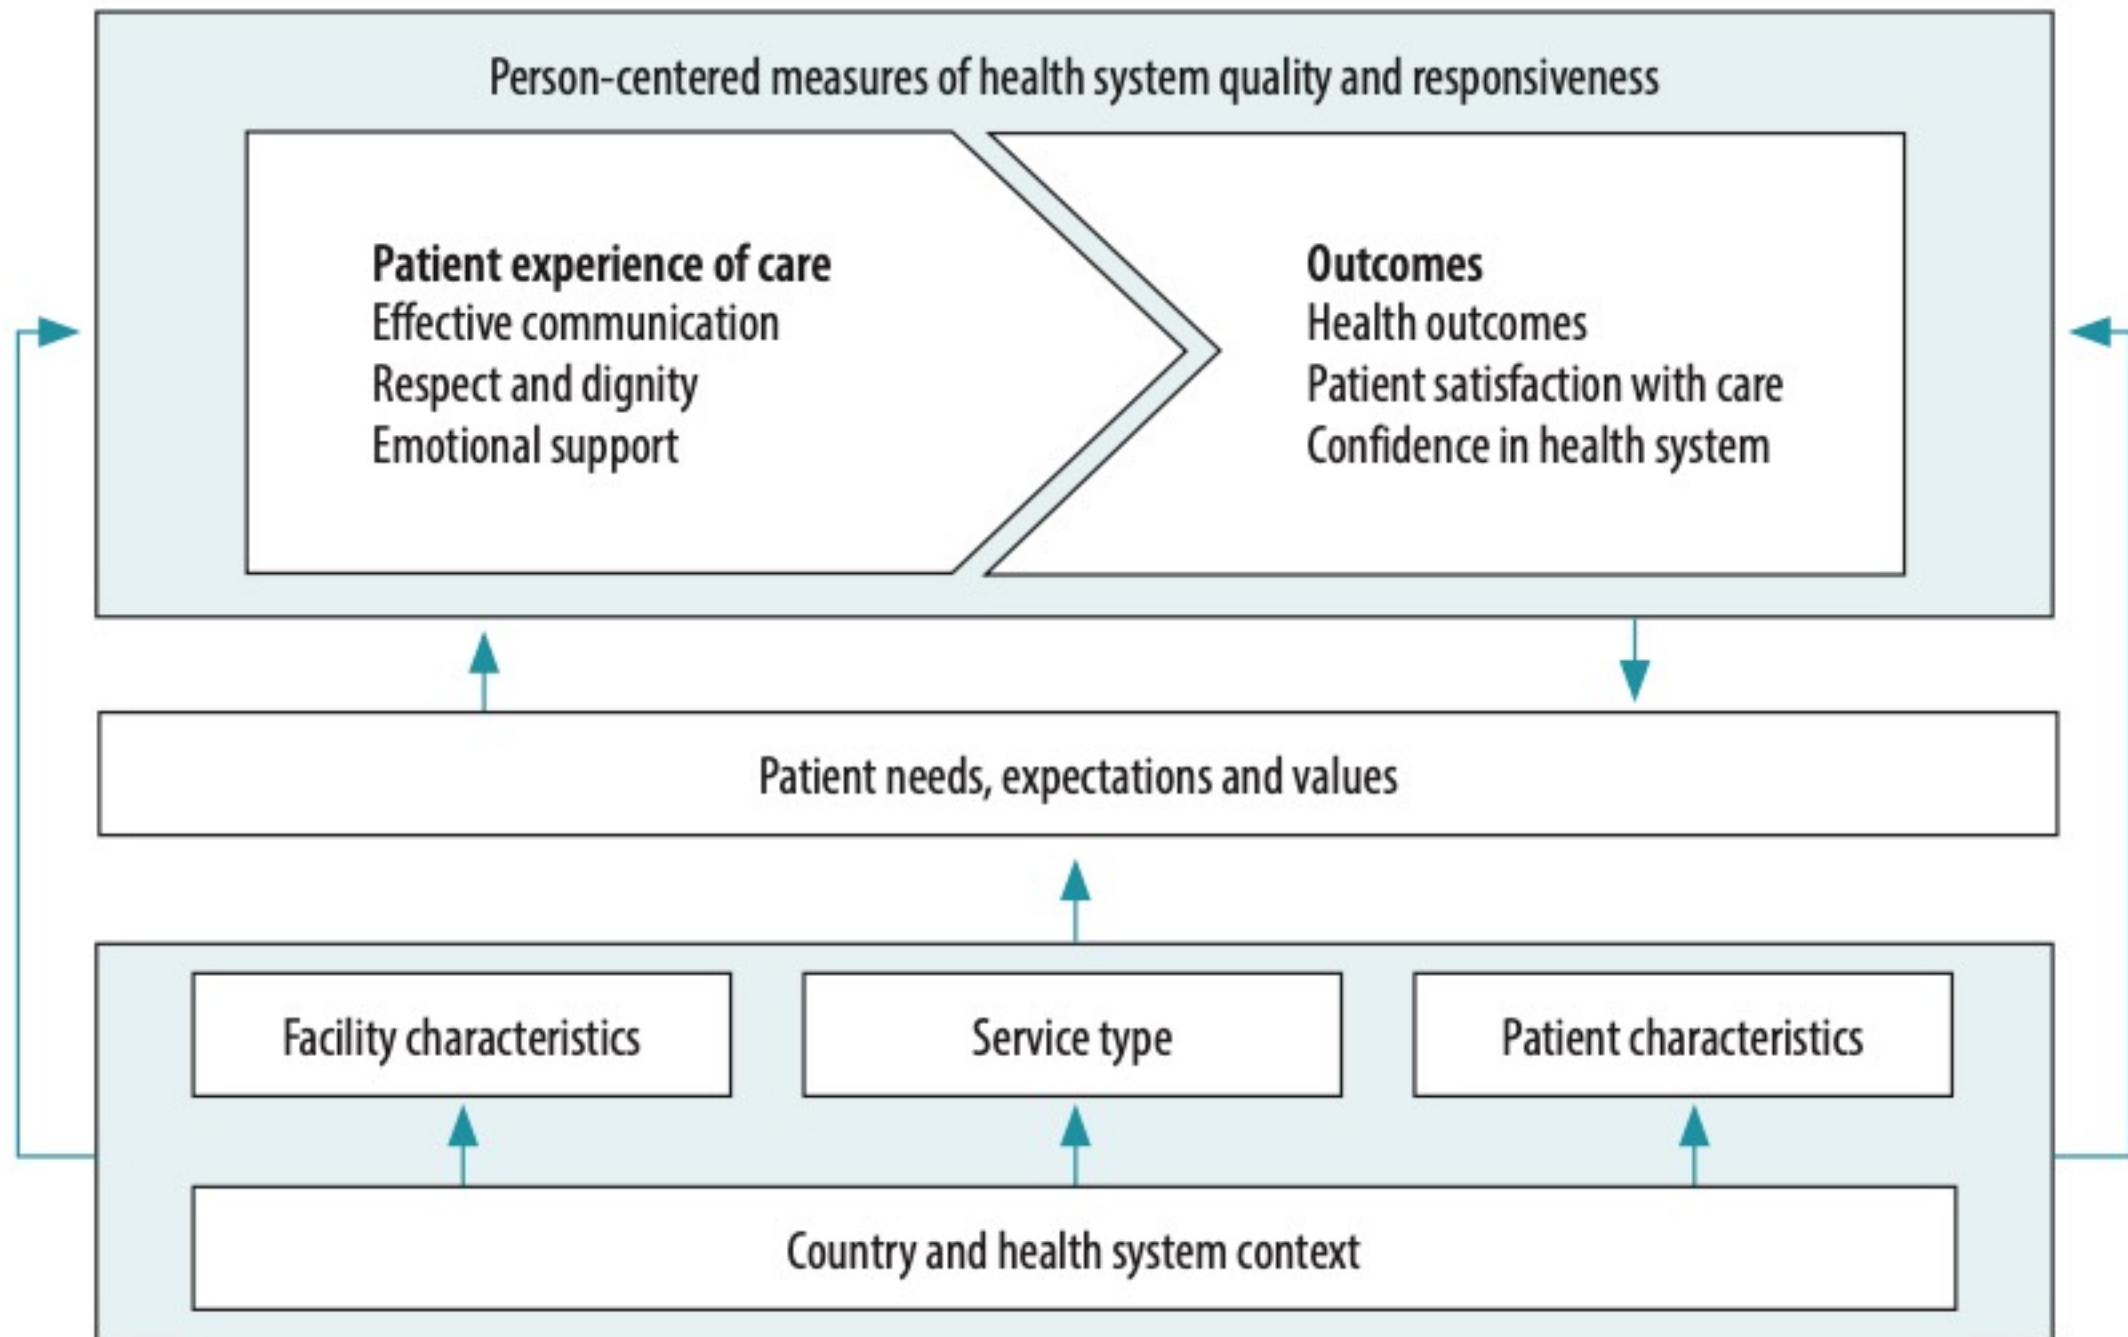 Person-centered measures of health system quality and responsiveness
Patient experience of care
Effective communication
Respect and dignity
Emotional support
Outcomes
Health outcomes
Patient satisfaction with care
Confidence in health system
Patient needs, expectations and values
Facility characteristics
Service type
Patient characteristics
Country and health system context